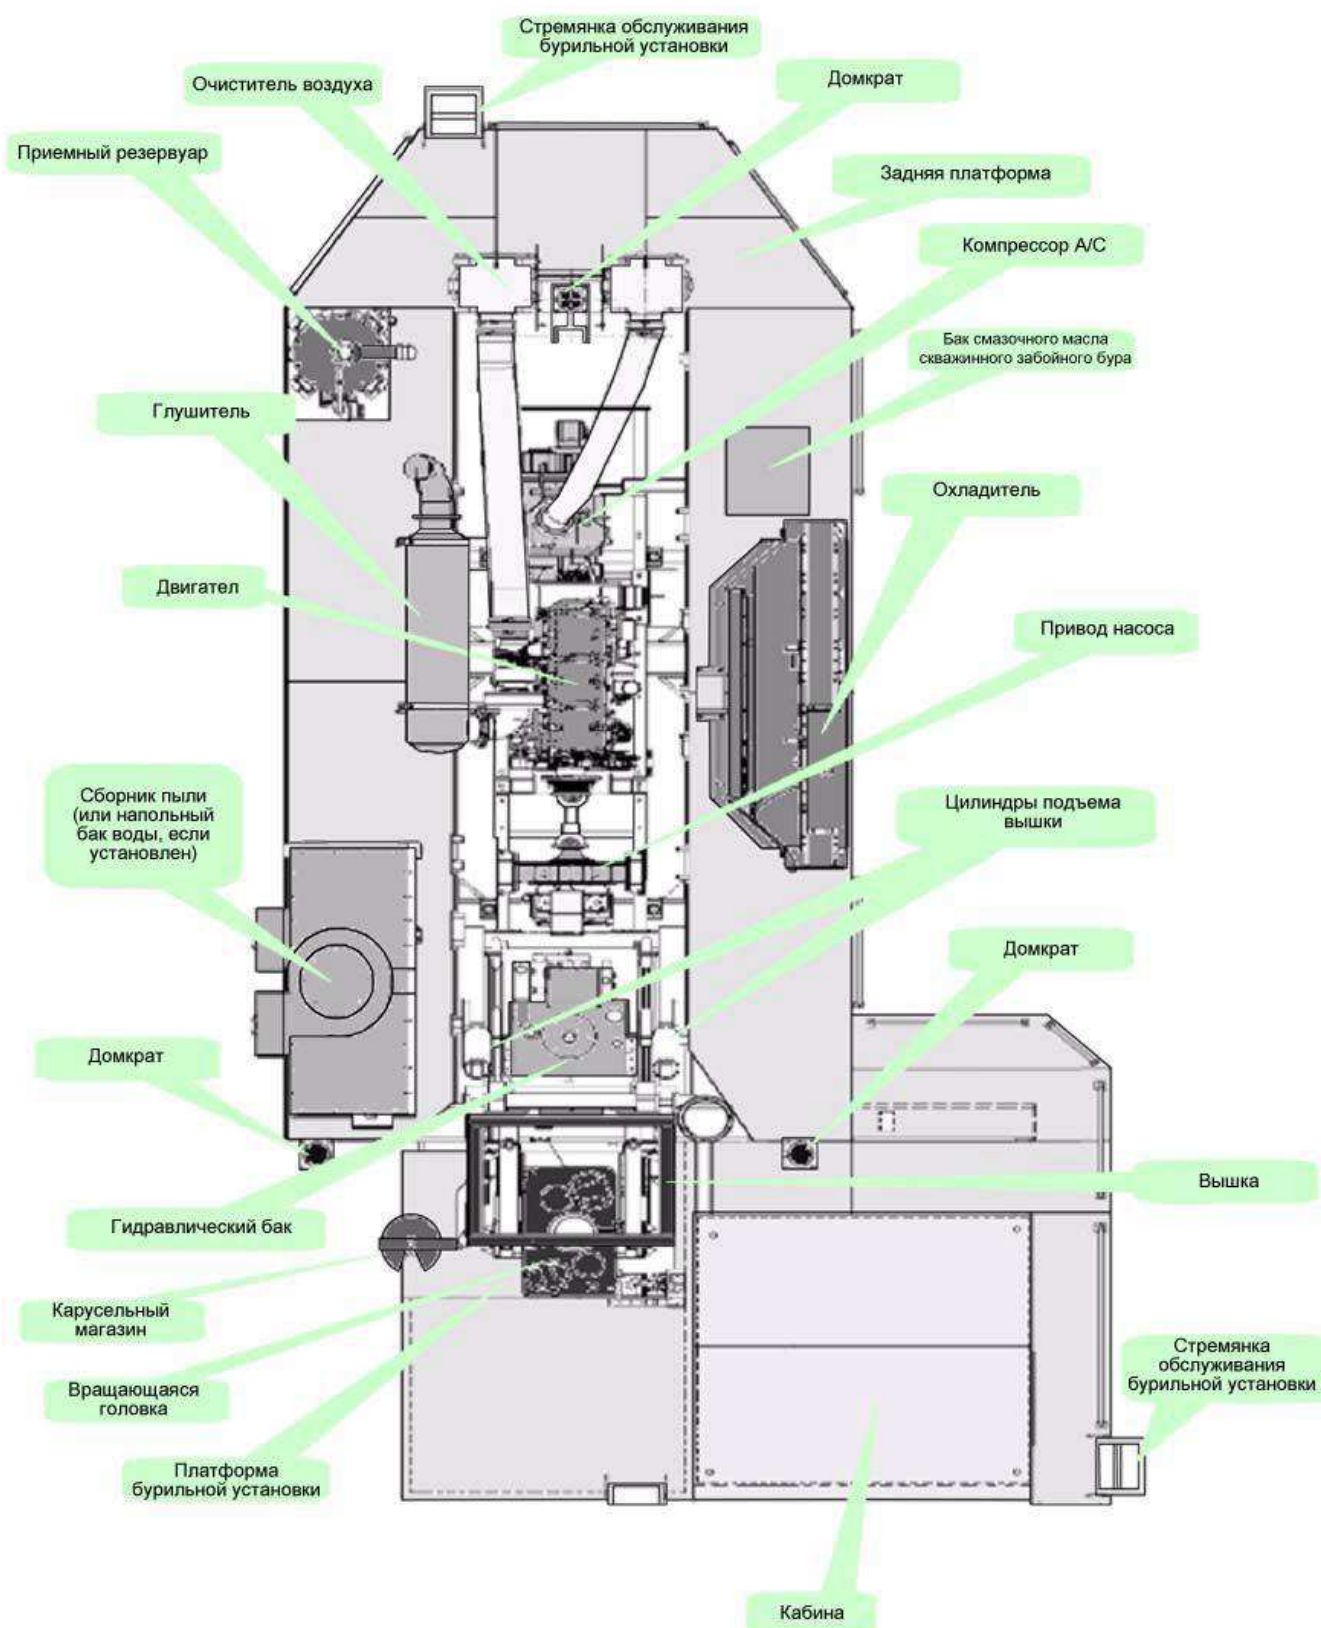 Стремянка обслуживания
бурильной установки
Очиститель воздуха
Домкрат
Приемный резервуар
Задняя платформа
Компрессор А/С
Бак смазочного масла
скважинного забойного бура
Глушитель
Охладитель
Двигател
Привод насоса
Сборник пыли
(или напольный
бак воды, если
установлен)
Цилиндры подъема
вышки
Домкрат
Домкрат
Вышка
Гидравлический бак
Карусельный
магазин
Стремянка
обслуживания
бурильной установки
Вращающаяся
головка
Платформа
бурильной установки
Кабина